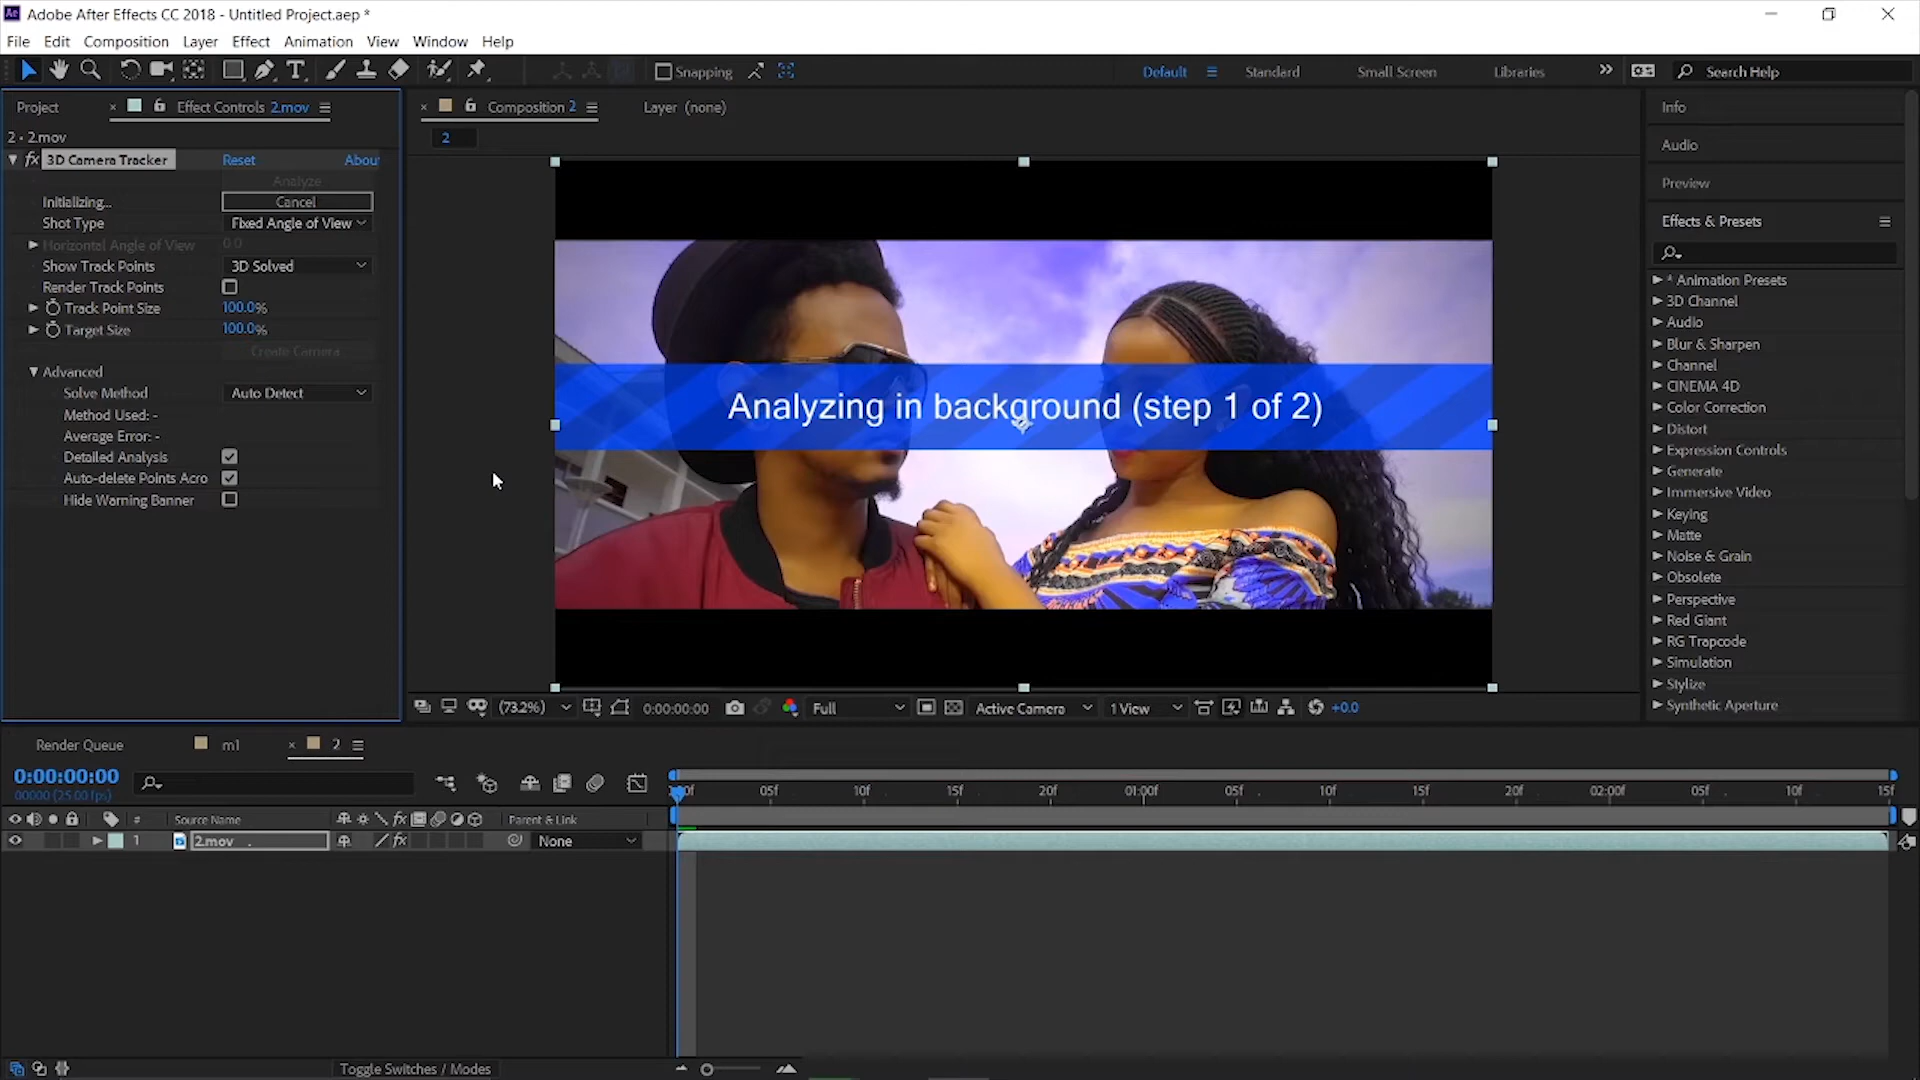 Adobe After Effects CC 2018 - Untitled Project.aep *
File Edit Composition Layer Effect Animation View Window Help
Snapping
Default Standard Small Screen Libraries Search Help
Project Effect Controls 2.mov
2 • 2.mov
fx 3D Camera Tracker Reset Abou
Analyze
Initializing... Cancel
Shot Type Fixed Angle of View
Horizontal Angle of View 0.0
Show Track Points 3D Solved
Render Track Points
Track Point Size 100.0%
Target Size 100.0%
Create Camera
Advanced
Solve Method Auto Detect
Method Used: -
Average Error: -
Detailed Analysis
Auto-delete Points Acro
Hide Warning Banner
Composition 2 Layer (none)
2
Analyzing in background (step 1 of 2)
(73.2%) 0:00:00:00 Full Active Camera 1 View +0.0
Info
Audio
Preview
Effects & Presets
* Animation Presets
3D Channel
Audio
Blur & Sharpen
Channel
CINEMA 4D
Color Correction
Distort
Expression Controls
Generate
Immersive Video
Keying
Matte
Noise & Grain
Obsolete
Perspective
Red Giant
RG Trapcode
Simulation
Stylize
Synthetic Aperture
Render Queue m1 2
0:00:00:00
00000 (25.00 fps)
:00f 05f 10f 15f 20f 01:00f 05f 10f 15f 20f 02:00f 05f 10f 15f
# Source Name fx Parent & Link
1 2.mov fx None
Toggle Switches / Modes